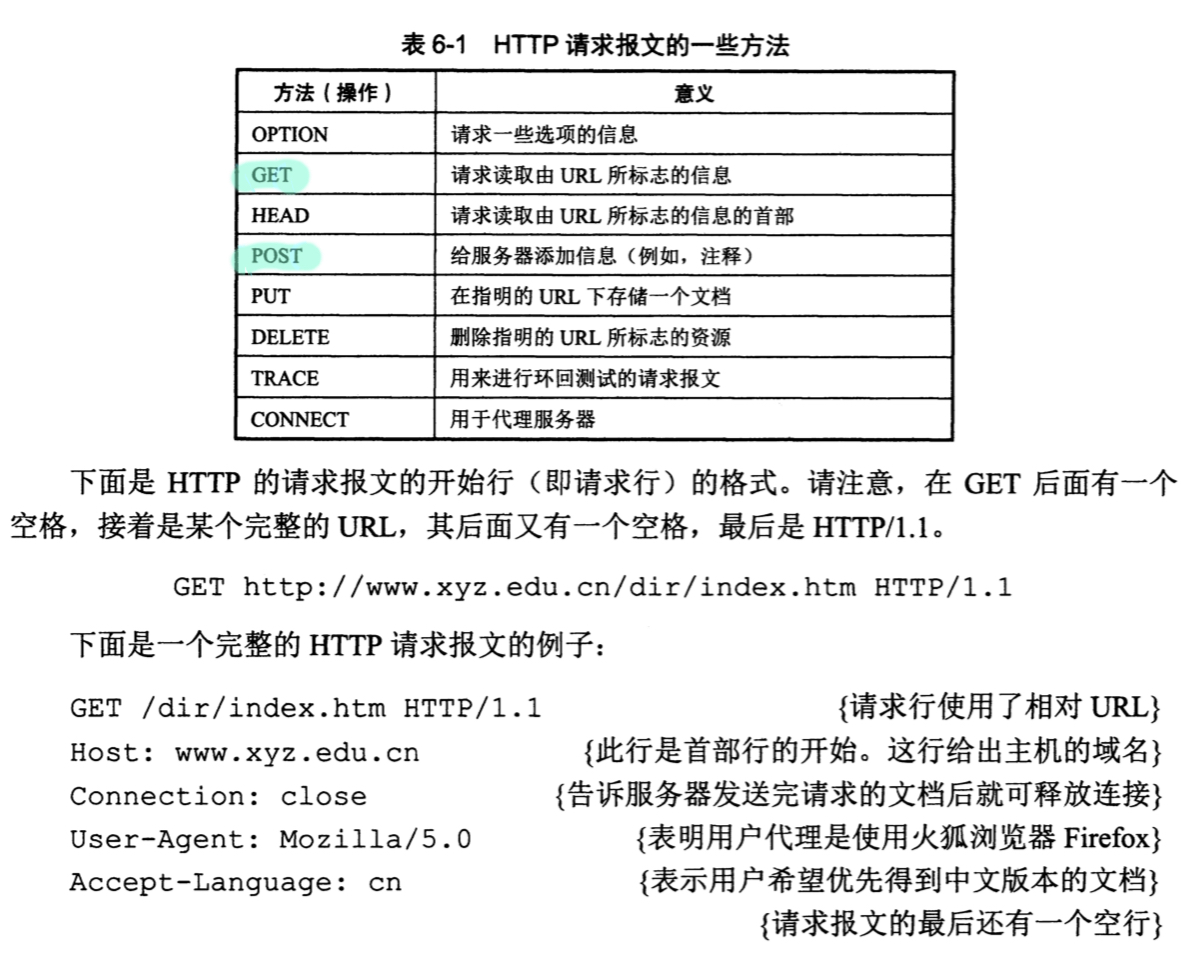 表 6-1 HTTP 请求报文的一些方法
方法（操作） 意义
OPTION 请求一些选项的信息
GET 请求读取由 URL 所标志的信息
HEAD 请求读取由 URL 所标志的信息的首部
POST 给服务器添加信息（例如，注释）
PUT 在指明的 URL 下存储一个文档
DELETE 删除指明的 URL 所标志的资源
TRACE 用来进行环回测试的请求报文
CONNECT 用于代理服务器
下面是 HTTP 的请求报文的开始行（即请求行）的格式。请注意，在 GET 后面有一个
空格，接着是某个完整的 URL，其后面又有一个空格，最后是 HTTP/1.1。
GET http://www.xyz.edu.cn/dir/index.htm HTTP/1.1
下面是一个完整的 HTTP 请求报文的例子：
GET /dir/index.htm HTTP/1.1 {请求行使用了相对 URL}
Host: www.xyz.edu.cn {此行是首部行的开始。这行给出主机的域名}
Connection: close {告诉服务器发送完请求的文档后就可释放连接}
User-Agent: Mozilla/5.0 {表明用户代理是使用火狐浏览器 Firefox}
Accept-Language: cn {表示用户希望优先得到中文版本的文档}
{请求报文的最后还有一个空行}